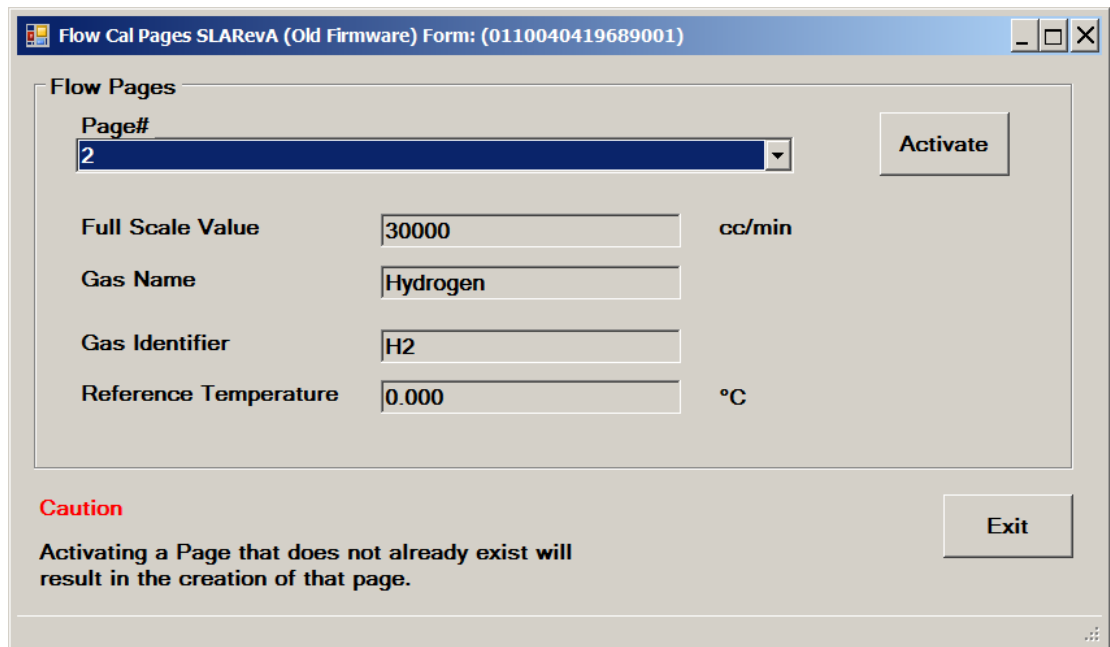 Flow Cal Pages SLARevA (Old Firmware) Form: (0110040419689001)
Flow Pages
Page#
2
Activate
Full Scale Value 30000 cc/min
Gas Name Hydrogen
Gas Identifier H2
Reference Temperature 0.000 °C
Caution
Activating a Page that does not already exist will
result in the creation of that page.
Exit